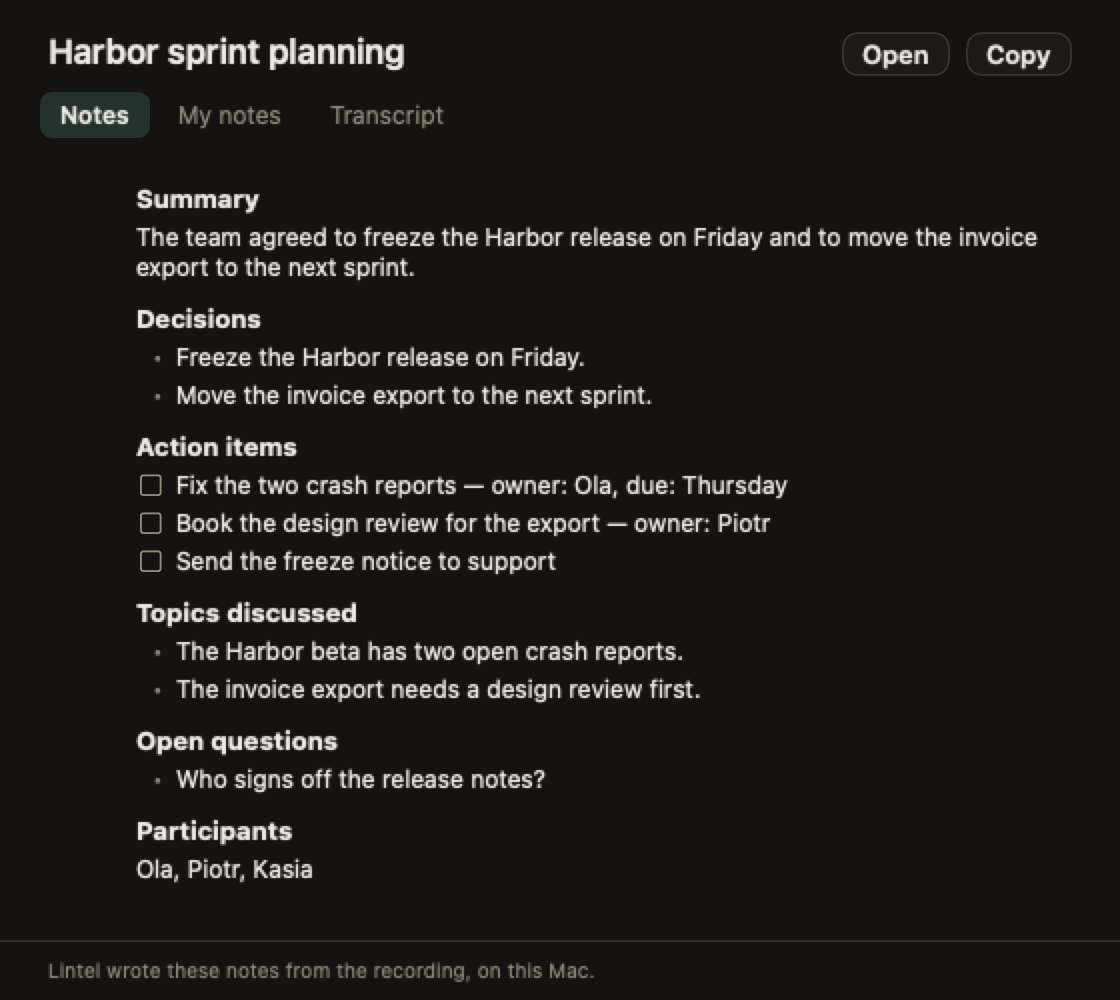 Harbor sprint planning
Open
Copy
Notes
My notes
Transcript
Summary
The team agreed to freeze the Harbor release on Friday and to move the invoice
export to the next sprint.
Decisions
• Freeze the Harbor release on Friday.
• Move the invoice export to the next sprint.
Action items
Fix the two crash reports — owner: Ola, due: Thursday
Book the design review for the export — owner: Piotr
Send the freeze notice to support
Topics discussed
• The Harbor beta has two open crash reports.
• The invoice export needs a design review first.
Open questions
• Who signs off the release notes?
Participants
Ola, Piotr, Kasia
Lintel wrote these notes from the recording, on this Mac.